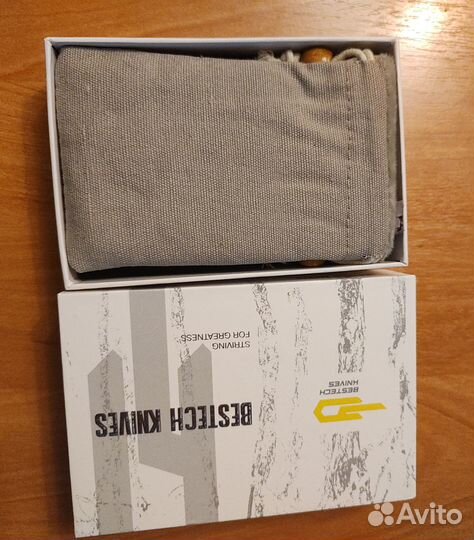 STRIVING
FOR GREATNESS
BESTECH KNIVES
BESTECH
KNIVES
Avito